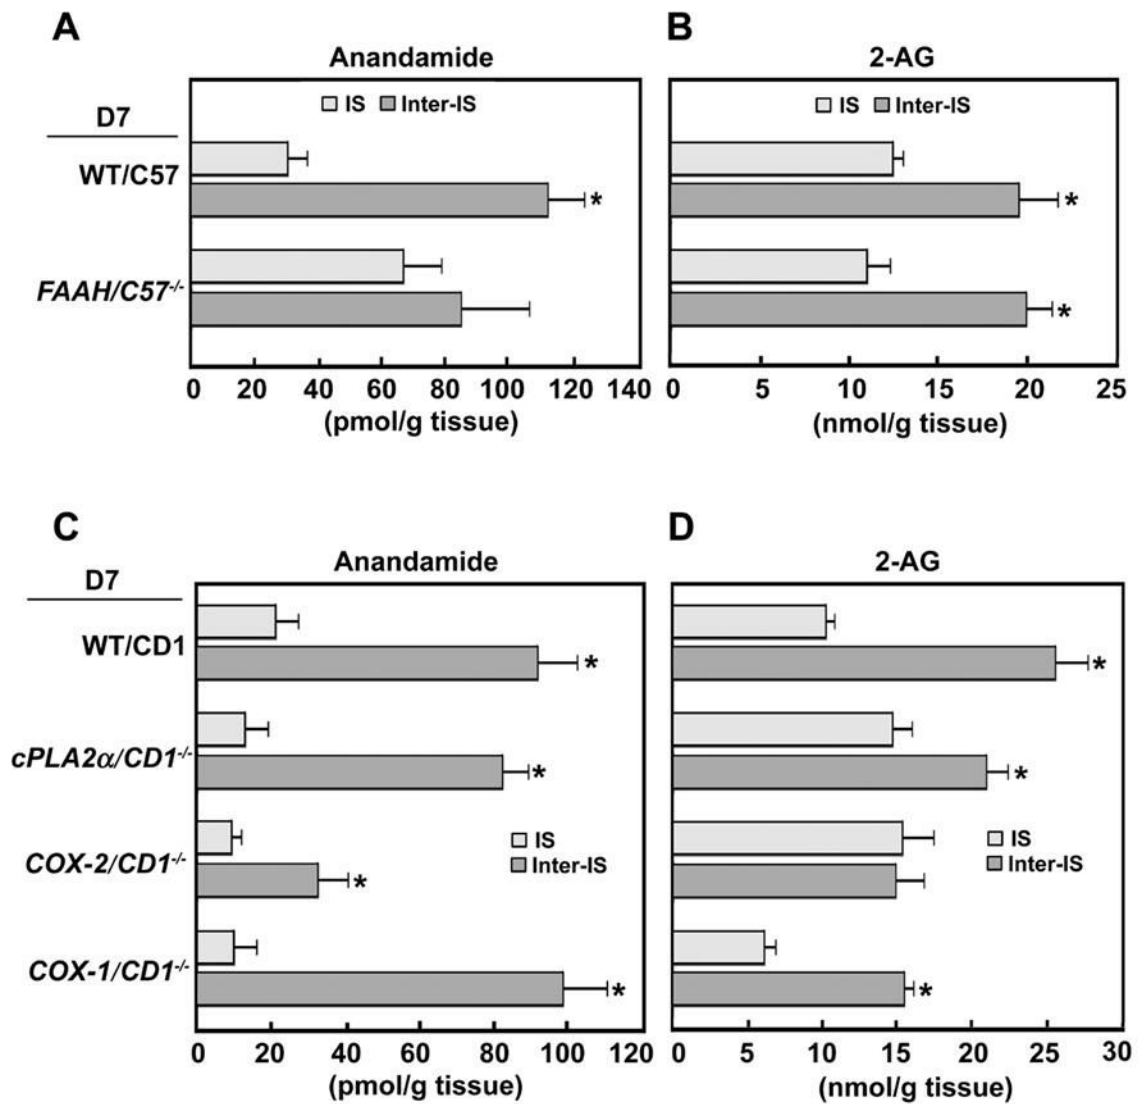 A
B
Anandamide
2-AG
IS Inter-IS
IS Inter-IS
D7
WT/C57
*
*
FAAH/C57-/-
*
0 20 40 60 80 100 120 140
0 5 10 15 20 25
(pmol/g tissue)
(nmol/g tissue)
C
D
Anandamide
2-AG
D7
WT/CD1
*
*
cPLA2α/CD1-/-
*
*
IS
Inter-IS
IS
Inter-IS
COX-2/CD1-/-
*
COX-1/CD1-/-
*
*
0 20 40 60 80 100 120
0 5 10 15 20 25 30
(pmol/g tissue)
(nmol/g tissue)